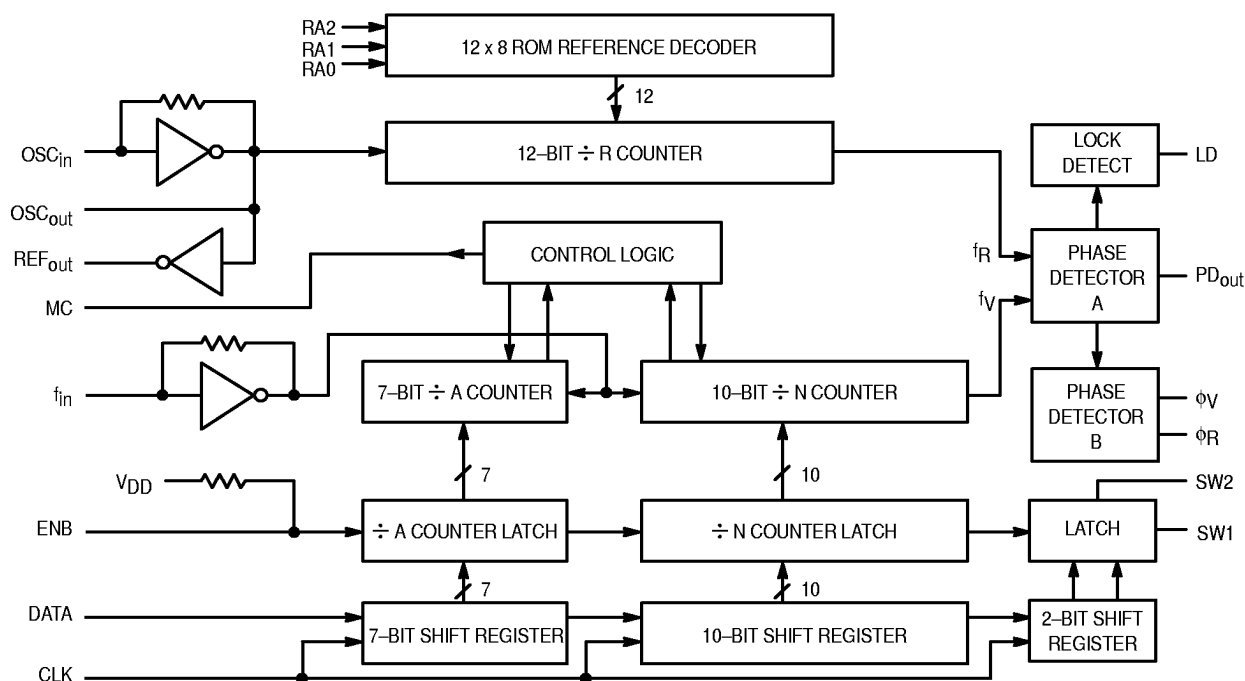 RA2
RA1
RA0
12 x 8 ROM REFERENCE DECODER
12
OSCin
12–BIT ÷ R COUNTER
LOCK
DETECT
LD
OSCout
REFout
CONTROL LOGIC
fR
PHASE
DETECTOR
A
PDout
MC
fV
fin
7–BIT ÷ A COUNTER
10–BIT ÷ N COUNTER
PHASE
DETECTOR
B
ϕV
ϕR
7
10
VDD
SW2
ENB
÷ A COUNTER LATCH
÷ N COUNTER LATCH
LATCH
SW1
7
10
DATA
7–BIT SHIFT REGISTER
10–BIT SHIFT REGISTER
2–BIT SHIFT
REGISTER
CLK